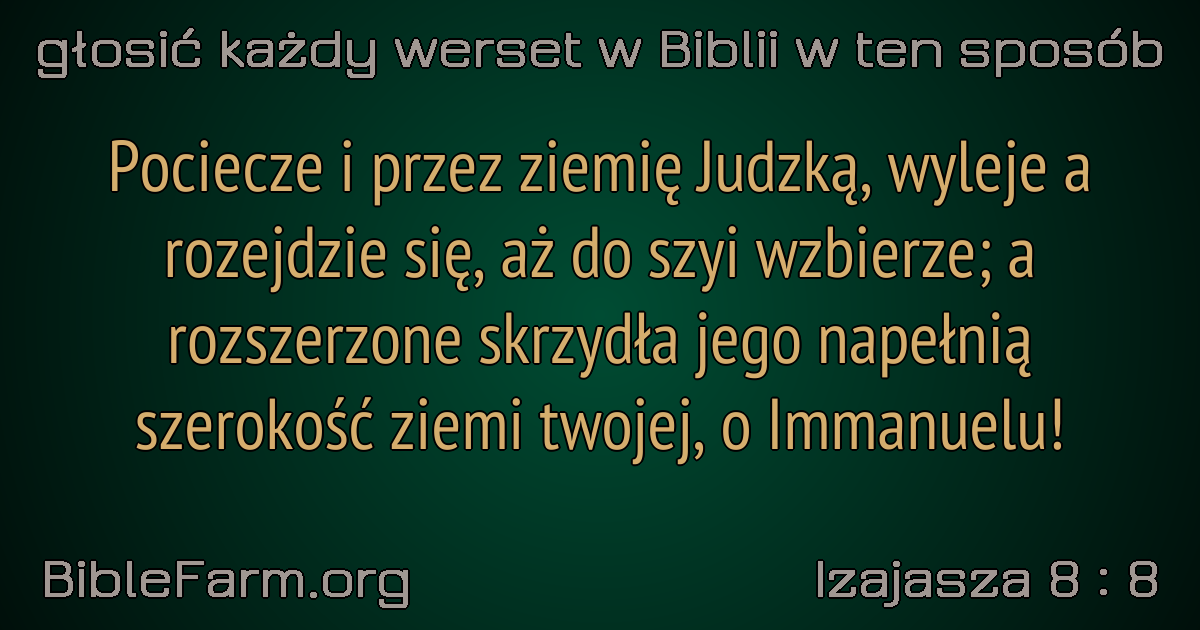 głosić każdy werset w Biblii w ten sposób
Pociecze i przez ziemię Judzką, wyleje a
rozejdzie się, aż do szyi wzbierze; a
rozszerzone skrzydła jego napełnią
szerokość ziemi twojej, o Immanuelu!
BibleFarm.org
Izajasza 8 : 8